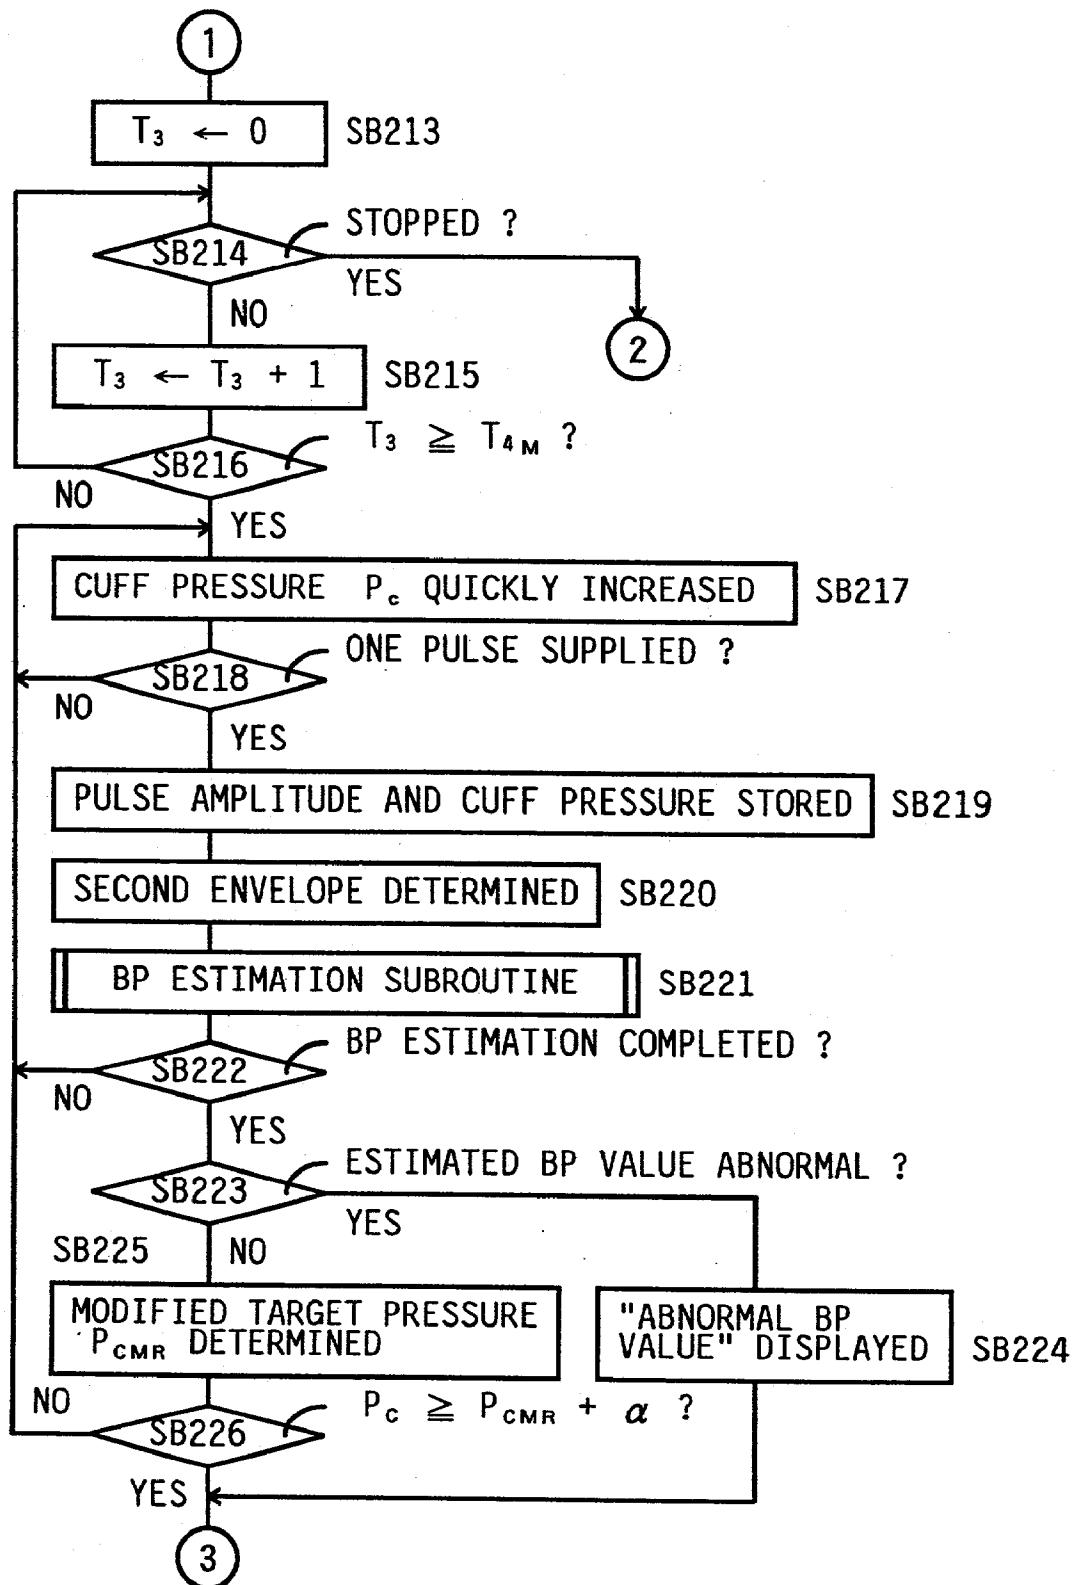 1
T₃ ← 0 SB213
STOPPED ?
SB214
YES
NO
2
T₃ ← T₃ + 1 SB215
T₃ ≧ T₄M ?
SB216
NO
YES
CUFF PRESSURE Pc QUICKLY INCREASED SB217
ONE PULSE SUPPLIED ?
SB218
NO
YES
PULSE AMPLITUDE AND CUFF PRESSURE STORED SB219
SECOND ENVELOPE DETERMINED SB220
BP ESTIMATION SUBROUTINE SB221
BP ESTIMATION COMPLETED ?
SB222
NO
YES
ESTIMATED BP VALUE ABNORMAL ?
SB223
YES
SB225 NO
MODIFIED TARGET PRESSURE
PCMR DETERMINED
"ABNORMAL BP
VALUE" DISPLAYED SB224
NO
PC ≧ PCMR + α ?
SB226
YES
3